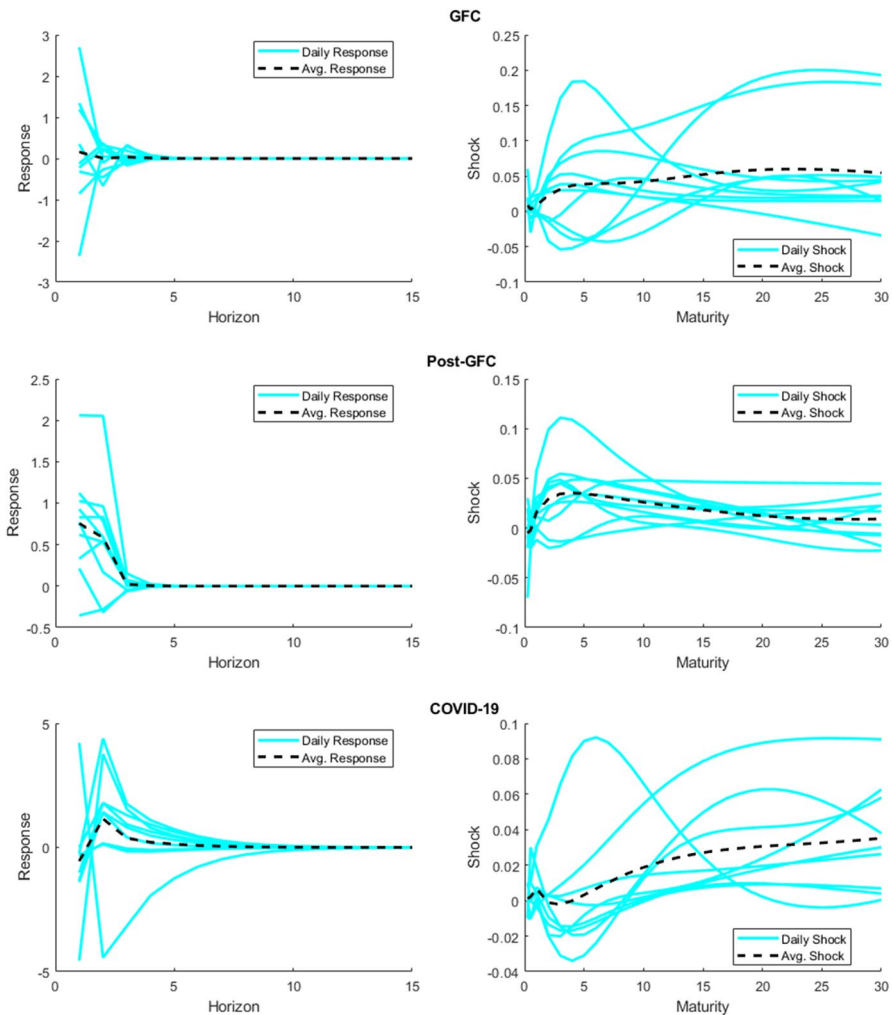 GFC
3
2
1
0
-1
-2
-3
Response
0
5
10
15
Horizon
Daily Response
Avg. Response
0.25
0.2
0.15
0.1
0.05
0
-0.05
-0.1
Shock
0
5
10
15
20
25
30
Maturity
Daily Shock
Avg. Shock
Post-GFC
2.5
2
1.5
1
0.5
0
-0.5
Response
0
5
10
15
Horizon
Daily Response
Avg. Response
0.15
0.1
0.05
0
-0.05
-0.1
Shock
0
5
10
15
20
25
30
Maturity
Daily Shock
Avg. Shock
COVID-19
5
0
-5
Response
0
5
10
15
Horizon
Daily Response
Avg. Response
0.1
0.08
0.06
0.04
0.02
0
-0.02
-0.04
Shock
0
5
10
15
20
25
30
Maturity
Daily Shock
Avg. Shock